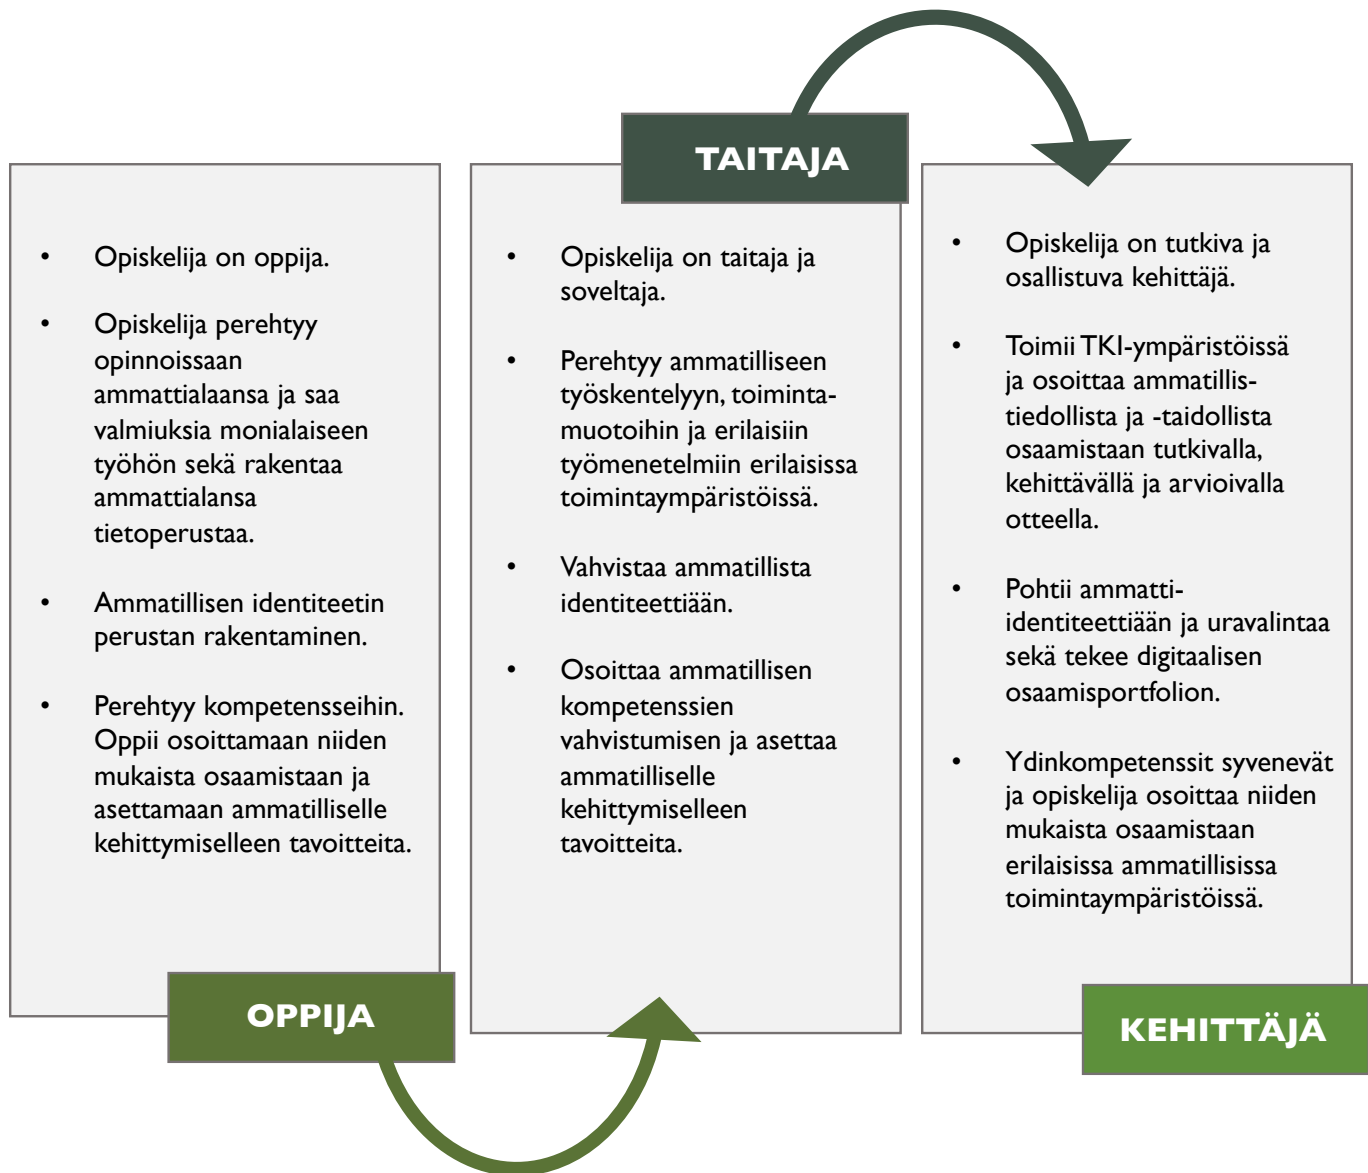 • Opiskelija on oppija.
• Opiskelija perehtyy
opinnoissaan
ammattialaansa ja saa
valmiuksia monialaiseen
työhön sekä rakentaa
ammattialansa
tietoperustaa.
• Ammatillisen identiteetin
perustan rakentaminen.
• Perehtyy kompetensseihin.
Oppii osoittamaan niiden
mukaista osaamistaan ja
asettamaan ammatilliselle
kehittymiselleen tavoitteita.
OPPIJA
TAITAJA
• Opiskelija on taitaja ja
soveltaja.
• Perehtyy ammatilliseen
työskentelyyn, toiminta-
muotoihin ja erilaisiin
työmenetelmiin erilaisissa
toimintaympäristöissä.
• Vahvistaa ammatillista
identiteettiään.
• Osoittaa ammatillisen
kompetenssien
vahvistumisen ja asettaa
ammatilliselle
kehittymiselleen
tavoitteita.
• Opiskelija on tutkiva ja
osallistuva kehittäjä.
• Toimii TKI-ympäristöissä
ja osoittaa ammatillis-
tiedollista ja -taidollista
osaamistaan tutkivalla,
kehittävällä ja arvioivalla
otteella.
• Pohtii ammatti-
identiteettiään ja uravalintaa
sekä tekee digitaalisen
osaamisportfolion.
• Ydinkompetenssit syvenevät
ja opiskelija osoittaa niiden
mukaista osaamistaan
erilaisissa ammatillisissa
toimintaympäristöissä.
KEHITTÄJÄ